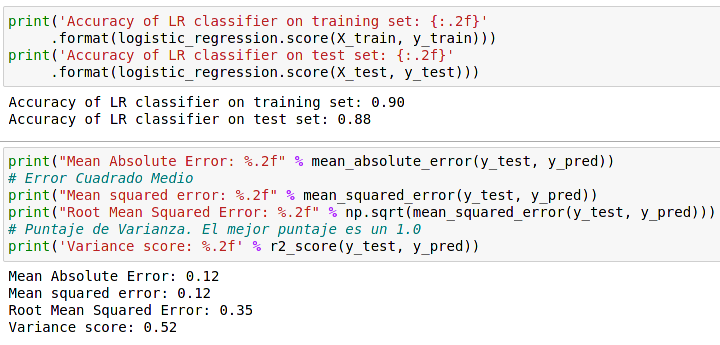 print('Accuracy of LR classifier on training set: {:.2f}'
     .format(logistic_regression.score(X_train, y_train)))
print('Accuracy of LR classifier on test set: {:.2f}'
     .format(logistic_regression.score(X_test, y_test)))
Accuracy of LR classifier on training set: 0.90
Accuracy of LR classifier on test set: 0.88
print("Mean Absolute Error: %.2f" % mean_absolute_error(y_test, y_pred))
# Error Cuadrado Medio
print("Mean squared error: %.2f" % mean_squared_error(y_test, y_pred))
print("Root Mean Squared Error: %.2f" % np.sqrt(mean_squared_error(y_test, y_pred)))
# Puntaje de Varianza. El mejor puntaje es un 1.0
print('Variance score: %.2f' % r2_score(y_test, y_pred))
Mean Absolute Error: 0.12
Mean squared error: 0.12
Root Mean Squared Error: 0.35
Variance score: 0.52